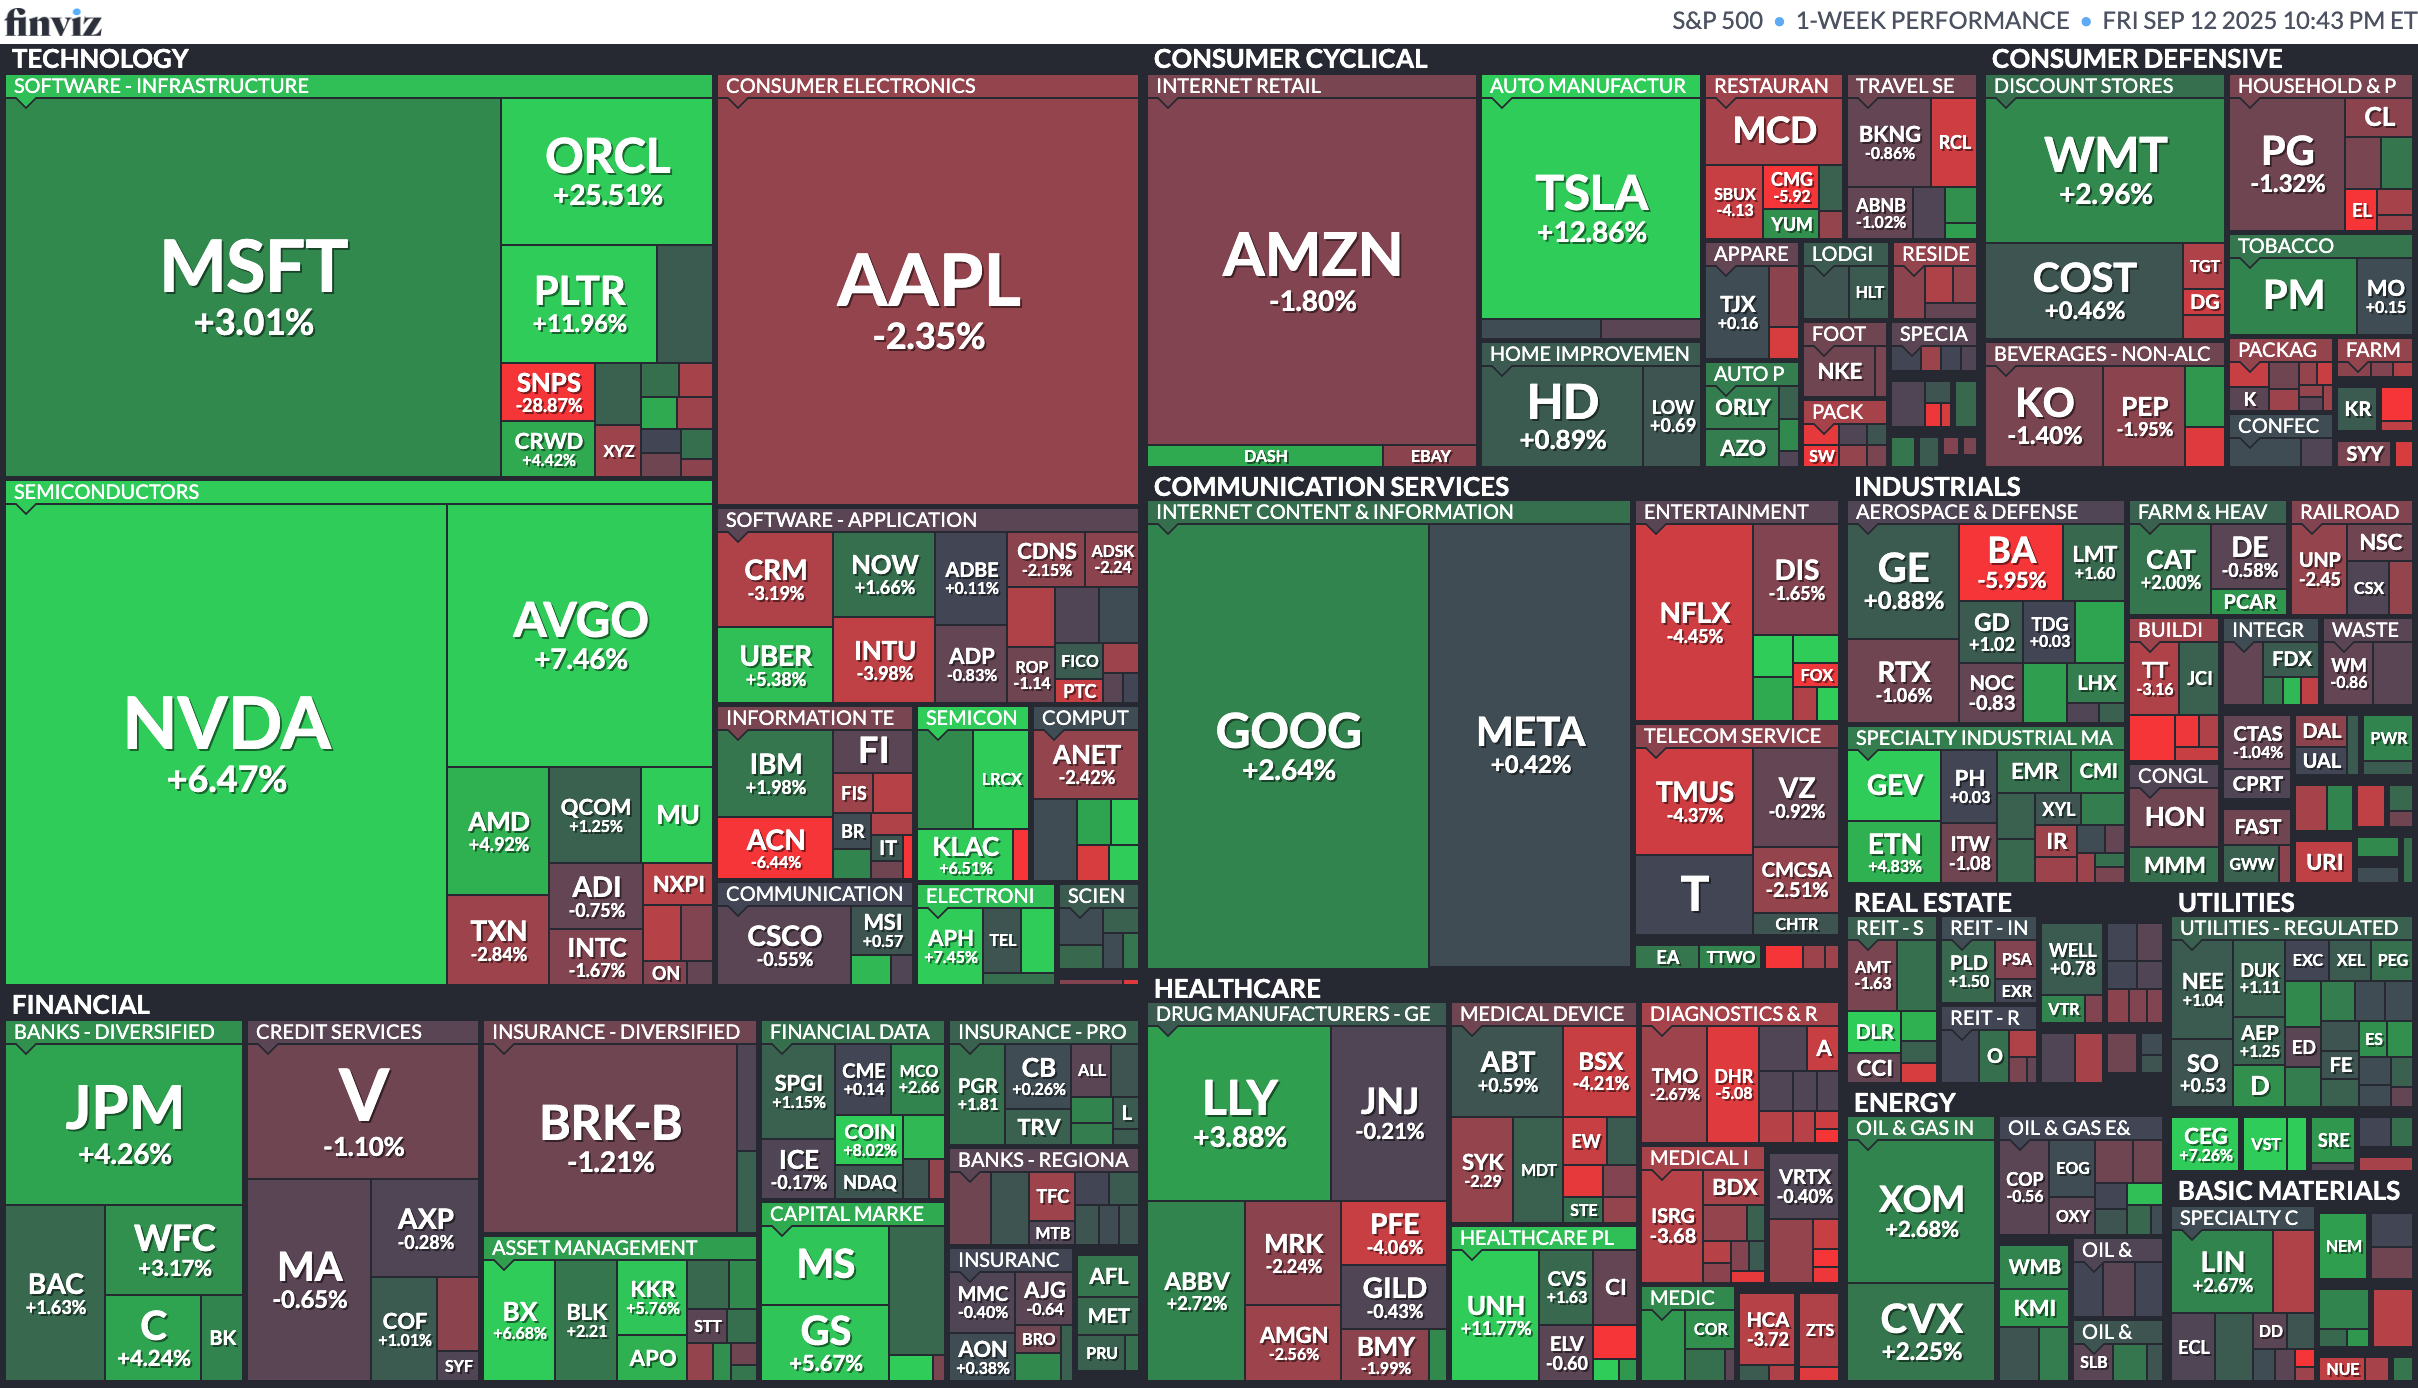 finviz
S&P 500 • 1-WEEK PERFORMANCE • FRI SEP 12 2025 10:43 PM ET
TECHNOLOGY
SOFTWARE - INFRASTRUCTURE
MSFT
+3.01%
ORCL
+25.51%
PLTR
+11.96%
SNPS
-28.87%
CRWD
+4.42%
XYZ
CONSUMER ELECTRONICS
AAPL
-2.35%
SEMICONDUCTORS
NVDA
+6.47%
AVGO
+7.46%
AMD
+4.92%
QCOM
+1.25%
MU
TXN
-2.84%
ADI
-0.75%
NXPI
INTC
-1.67%
ON
SOFTWARE - APPLICATION
CRM
-3.19%
NOW
+1.66%
ADBE
+0.11%
CDNS
-2.15%
ADSK
-2.24
UBER
+5.38%
INTU
-3.98%
ADP
-0.83%
ROP
-1.14
FICO
PTC
INFORMATION TE
IBM
+1.98%
FI
FIS
ACN
-6.44%
BR
IT
SEMICON
LRCX
KLAC
+6.51%
COMPUT
ANET
-2.42%
COMMUNICATION
CSCO
-0.55%
MSI
+0.57
ELECTRONI
APH
+7.45%
TEL
SCIEN
CONSUMER CYCLICAL
INTERNET RETAIL
AMZN
-1.80%
DASH
EBAY
AUTO MANUFACTUR
TSLA
+12.86%
HOME IMPROVEMEN
HD
+0.89%
LOW
+0.69
RESTAURAN
MCD
SBUX
-4.13
CMG
-5.92
YUM
TRAVEL SE
BKNG
-0.86%
RCL
ABNB
-1.02%
APPARE
TJX
+0.16
LODGI
HLT
RESIDE
AUTO P
ORLY
AZO
FOOT
NKE
SPECIA
PACK
SW
CONSUMER DEFENSIVE
DISCOUNT STORES
WMT
+2.96%
COST
+0.46%
TGT
DG
HOUSEHOLD & P
PG
-1.32%
CL
EL
TOBACCO
PM
MO
+0.15
BEVERAGES - NON-ALC
KO
-1.40%
PEP
-1.95%
PACKAG
K
FARM
KR
CONFEC
SYY
COMMUNICATION SERVICES
INTERNET CONTENT & INFORMATION
GOOG
+2.64%
META
+0.42%
ENTERTAINMENT
NFLX
-4.45%
DIS
-1.65%
FOX
TELECOM SERVICE
TMUS
-4.37%
VZ
-0.92%
T
CMCSA
-2.51%
CHTR
EA
TTWO
INDUSTRIALS
AEROSPACE & DEFENSE
GE
+0.88%
BA
-5.95%
LMT
+1.60
GD
+1.02
TDG
+0.03
RTX
-1.06%
NOC
-0.83
LHX
FARM & HEAV
CAT
+2.00%
DE
-0.58%
PCAR
RAILROAD
UNP
-2.45
NSC
CSX
BUILDI
TT
-3.16
JCI
INTEGR
FDX
WASTE
WM
-0.86
SPECIALTY INDUSTRIAL MA
GEV
PH
+0.03
EMR
CMI
XYL
ETN
+4.83%
ITW
-1.08
IR
CTAS
-1.04%
DAL
UAL
PWR
CONGL
HON
MMM
CPRT
FAST
GWW
URI
FINANCIAL
BANKS - DIVERSIFIED
JPM
+4.26%
BAC
+1.63%
WFC
+3.17%
C
+4.24%
BK
CREDIT SERVICES
V
-1.10%
MA
-0.65%
AXP
-0.28%
COF
+1.01%
SYF
INSURANCE - DIVERSIFIED
BRK-B
-1.21%
ASSET MANAGEMENT
BX
+6.68%
BLK
+2.21
KKR
+5.76%
APO
STT
FINANCIAL DATA
SPGI
+1.15%
CME
+0.14
MCO
+2.66
COIN
+8.02%
ICE
-0.17%
NDAQ
CAPITAL MARKE
MS
GS
+5.67%
INSURANCE - PRO
PGR
+1.81
CB
+0.26%
ALL
TRV
L
BANKS - REGIONA
TFC
MTB
INSURANC
MMC
-0.40%
AJG
-0.64
AON
+0.38%
BRO
AFL
MET
PRU
HEALTHCARE
DRUG MANUFACTURERS - GE
LLY
+3.88%
JNJ
-0.21%
ABBV
+2.72%
MRK
-2.24%
PFE
-4.06%
AMGN
-2.56%
GILD
-0.43%
BMY
-1.99%
MEDICAL DEVICE
ABT
+0.59%
BSX
-4.21%
SYK
-2.29
MDT
EW
STE
HEALTHCARE PL
UNH
+11.77%
CVS
+1.63
CI
ELV
-0.60
DIAGNOSTICS & R
TMO
-2.67%
DHR
-5.08
A
MEDICAL I
ISRG
-3.68
BDX
VRTX
-0.40%
MEDIC
COR
HCA
-3.72
ZTS
REAL ESTATE
REIT - S
AMT
-1.63
DLR
CCI
REIT - IN
PLD
+1.50
PSA
EXR
REIT - R
O
WELL
+0.78
VTR
UTILITIES
UTILITIES - REGULATED
NEE
+1.04
DUK
+1.11
EXC
XEL
PEG
SO
+0.53
AEP
+1.25
D
ED
FE
ES
CEG
+7.26%
VST
SRE
ENERGY
OIL & GAS IN
XOM
+2.68%
CVX
+2.25%
OIL & GAS E&
COP
-0.56
EOG
OXY
WMB
KMI
OIL &
OIL &
SLB
BASIC MATERIALS
SPECIALTY C
LIN
+2.67%
ECL
DD
NEM
NUE